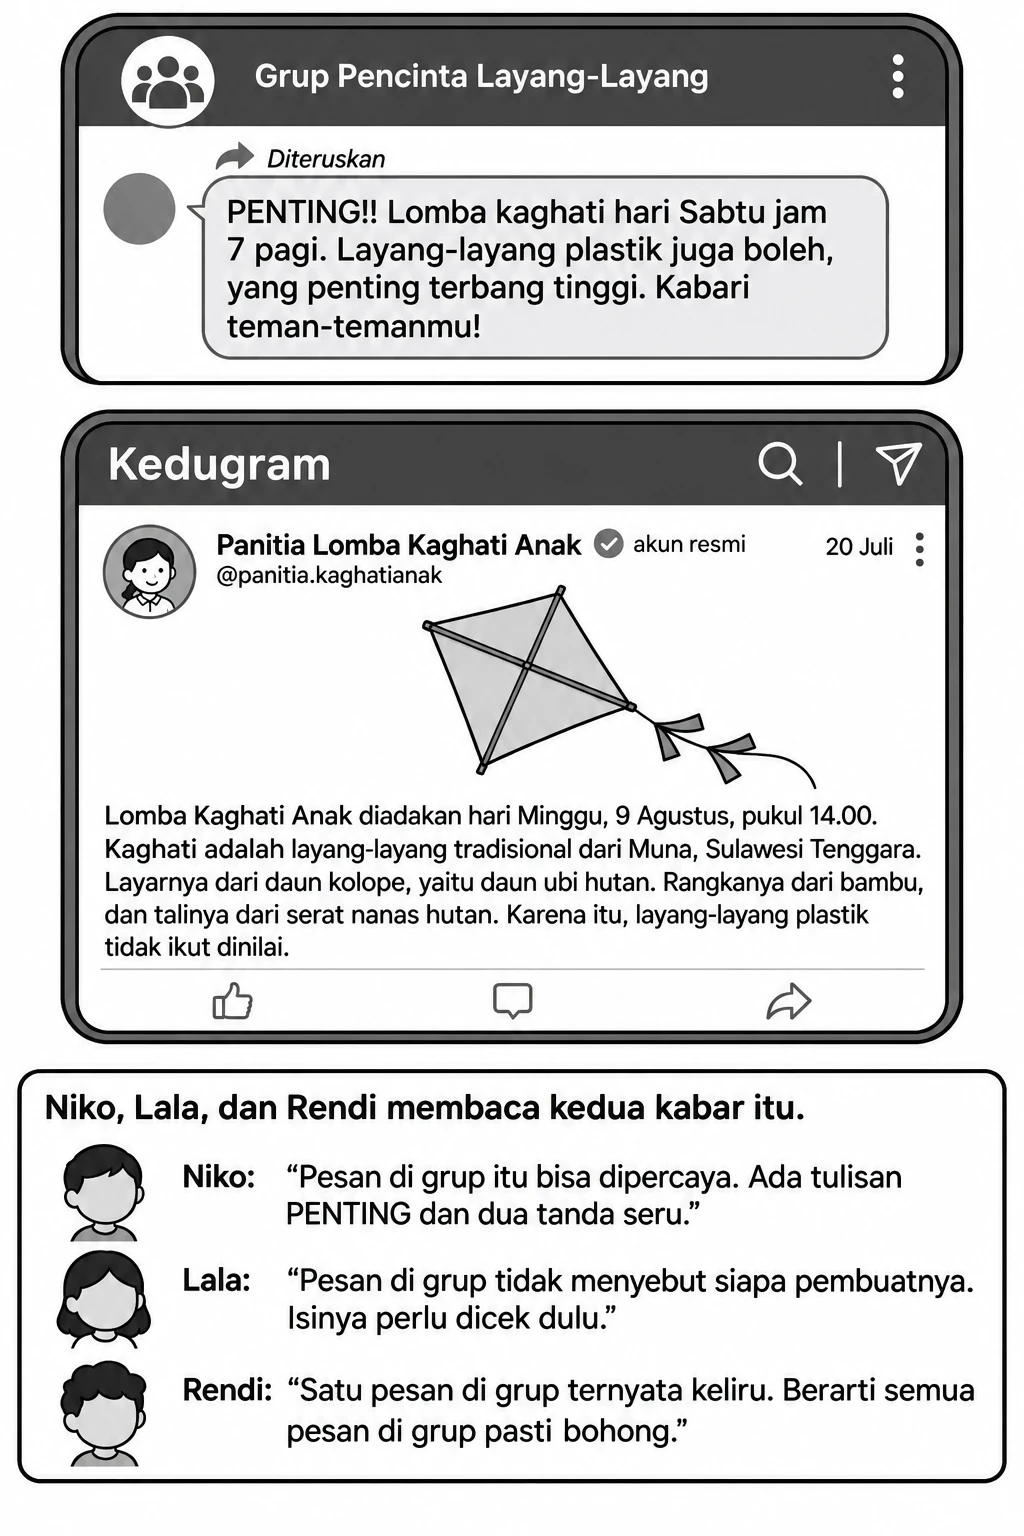 Grup Pencinta Layang-Layang
Diteruskan
PENTING!! Lomba kaghati hari Sabtu jam
7 pagi. Layang-layang plastik juga boleh,
yang penting terbang tinggi. Kabari
teman-temanmu!
Kedugram
Panitia Lomba Kaghati Anak akun resmi 20 Juli
@panitia.kaghatianak
Lomba Kaghati Anak diadakan hari Minggu, 9 Agustus, pukul 14.00.
Kaghati adalah layang-layang tradisional dari Muna, Sulawesi Tenggara.
Layarnya dari daun kolope, yaitu daun ubi hutan. Rangkanya dari bambu,
dan talinya dari serat nanas hutan. Karena itu, layang-layang plastik
tidak ikut dinilai.
Niko, Lala, dan Rendi membaca kedua kabar itu.
Niko: “Pesan di grup itu bisa dipercaya. Ada tulisan
PENTING dan dua tanda seru.”
Lala: “Pesan di grup tidak menyebut siapa pembuatnya.
Isinya perlu dicek dulu.”
Rendi: “Satu pesan di grup ternyata keliru. Berarti semua
pesan di grup pasti bohong.”